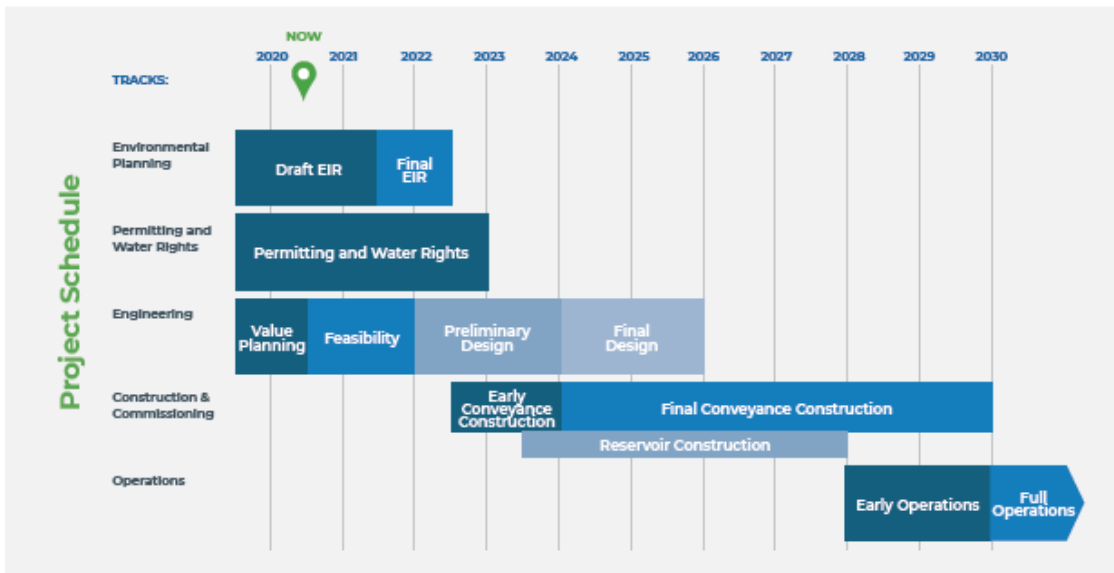 NOW
2020 2021 2022 2023 2024 2025 2026 2027 2028 2029 2030
TRACKS:
Project Schedule
Environmental
Planning
Draft EIR
Final
EIR
Permitting and
Water Rights
Permitting and Water Rights
Engineering
Value
Planning
Feasibility
Preliminary
Design
Final
Design
Construction &
Commissioning
Early
Conveyance
Construction
Final Conveyance Construction
Reservoir Construction
Operations
Early Operations
Full
Operations